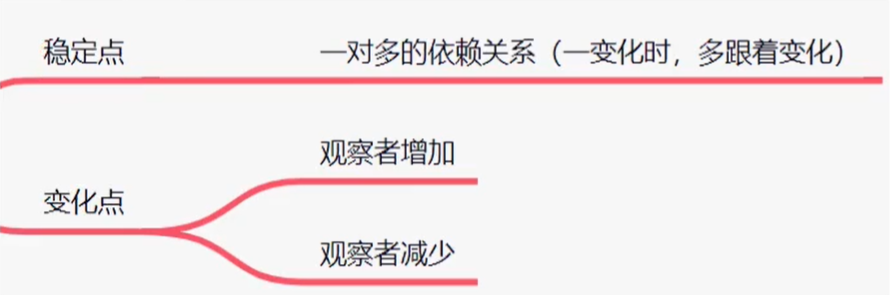 稳定点
一对多的依赖关系（一变化时，多跟着变化）
变化点
观察者增加
观察者减少